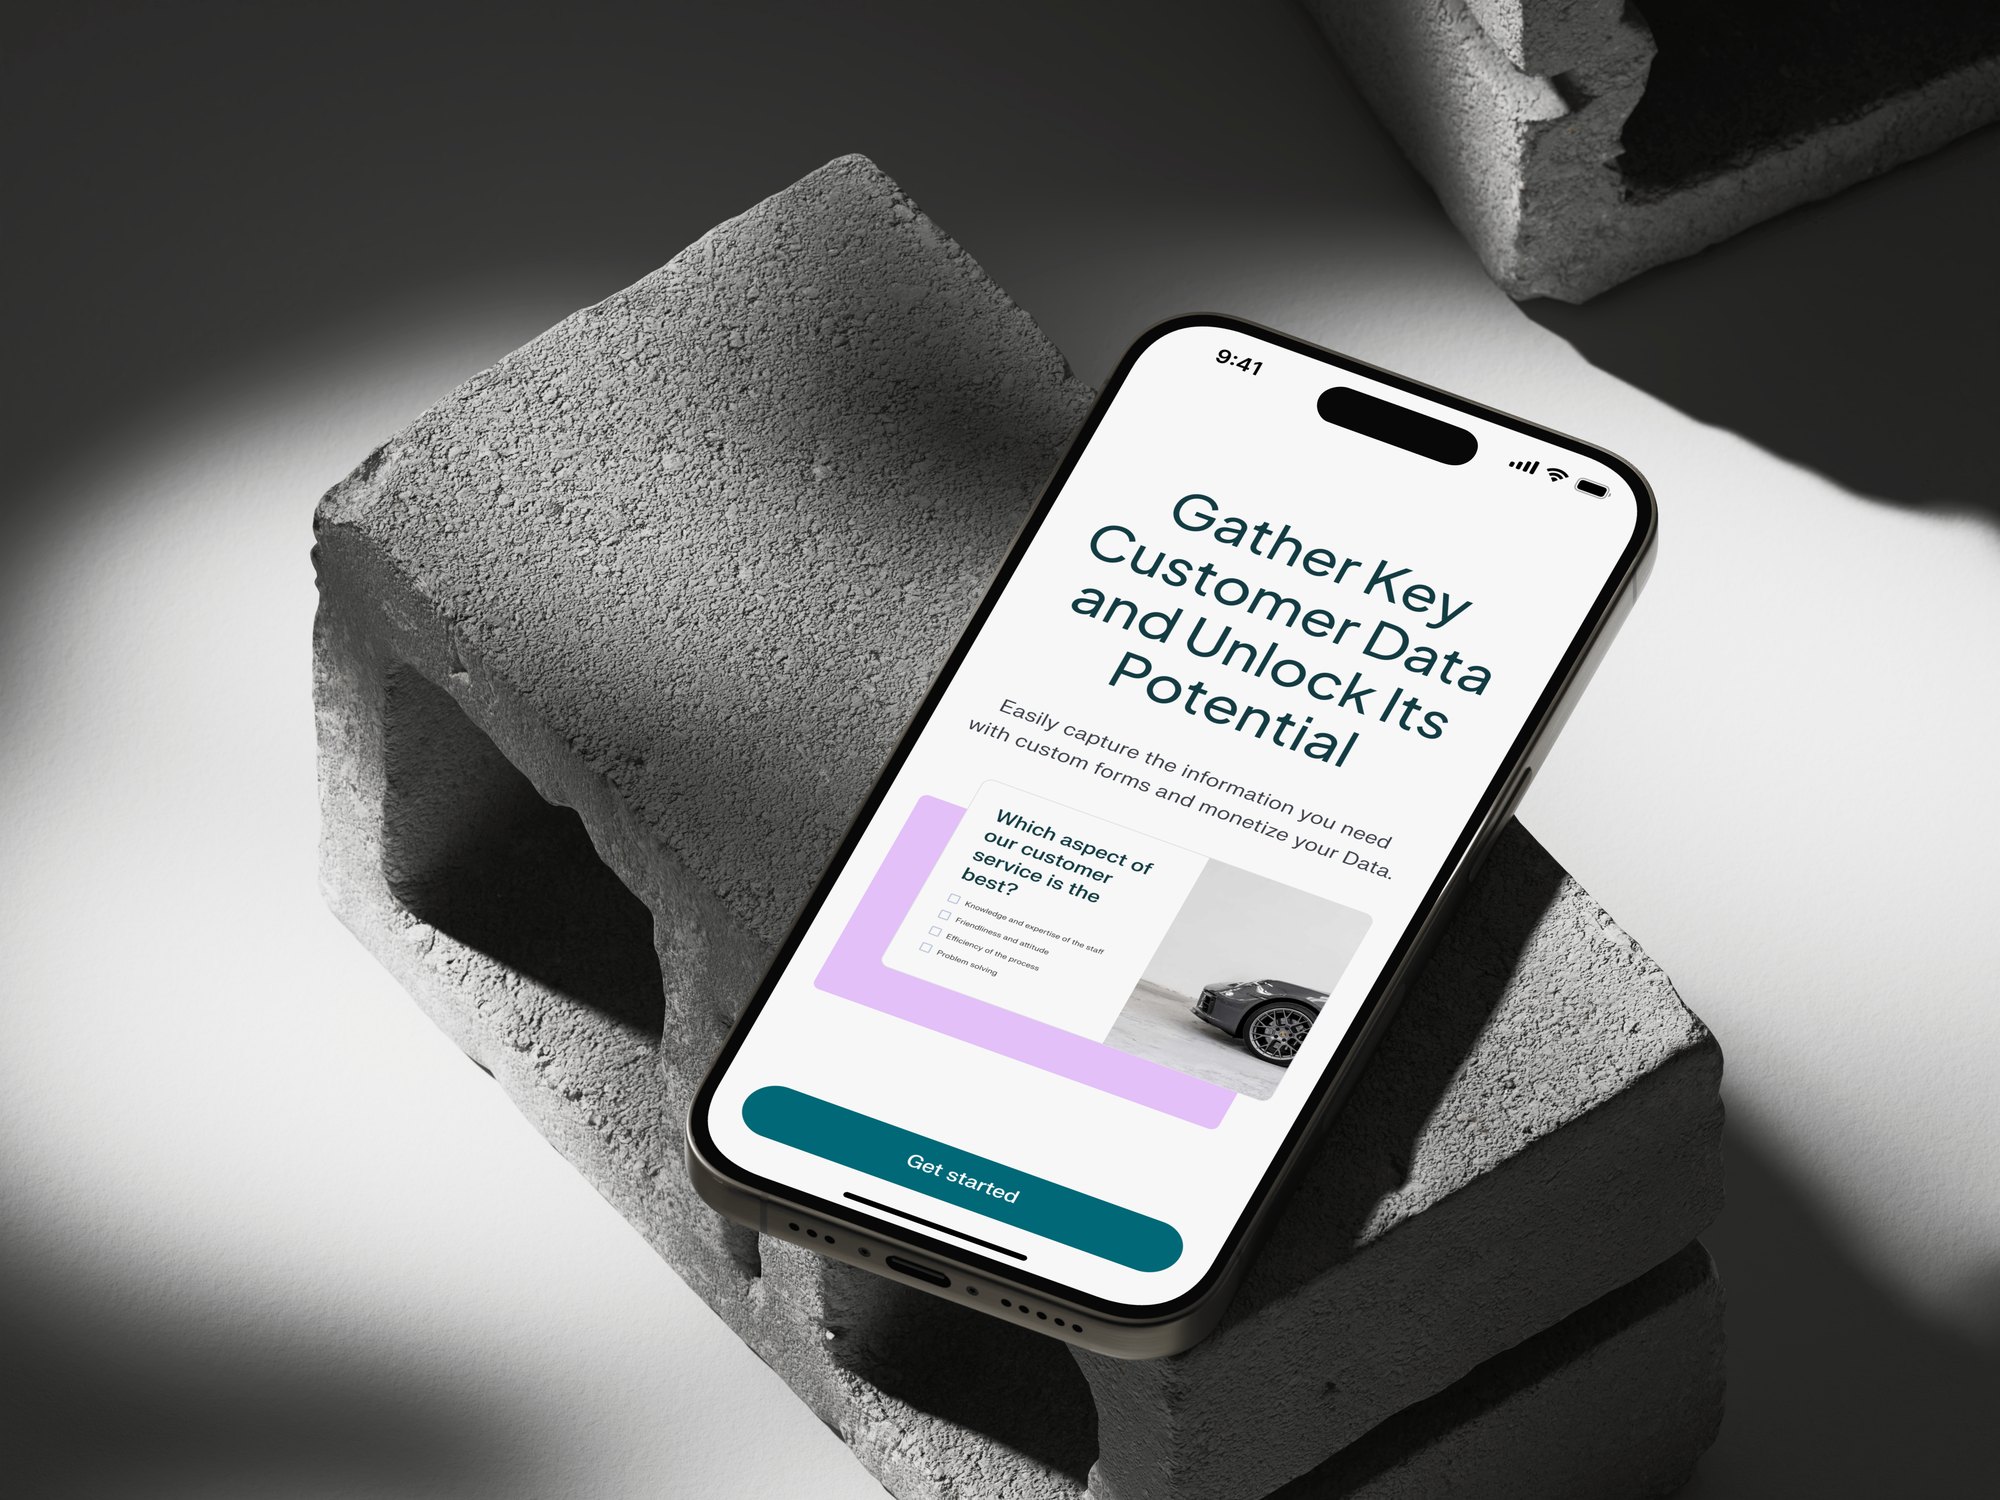 9:41
Gather Key
Customer Data
and Unlock Its
Potential
Easily capture the information you need
with custom forms and monetize your Data.
Which aspect of
our customer
service is the
best?
Knowledge and expertise of the staff
Friendliness and attitude
Efficiency of the process
Problem solving
Get started